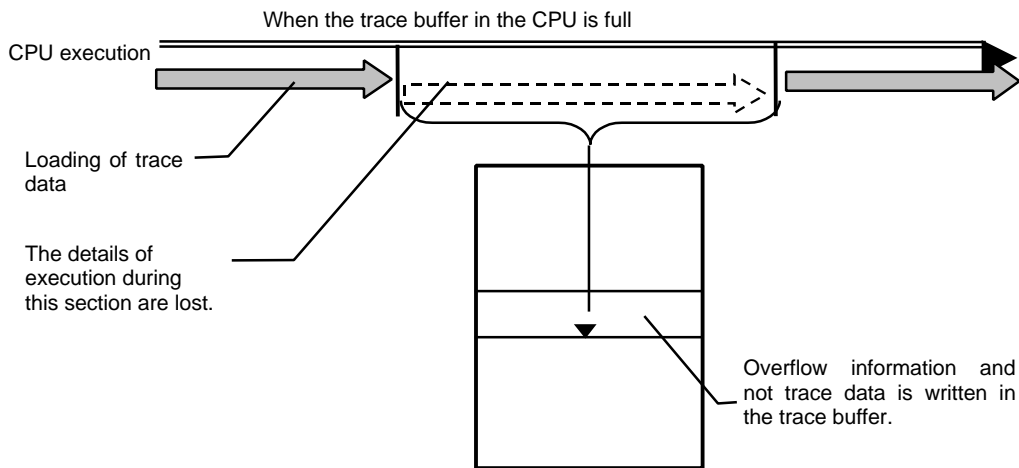 When the trace buffer in the CPU is full
CPU execution
Loading of trace
data
The details of
execution during
this section are lost.
Overflow information and
not trace data is written in
the trace buffer.